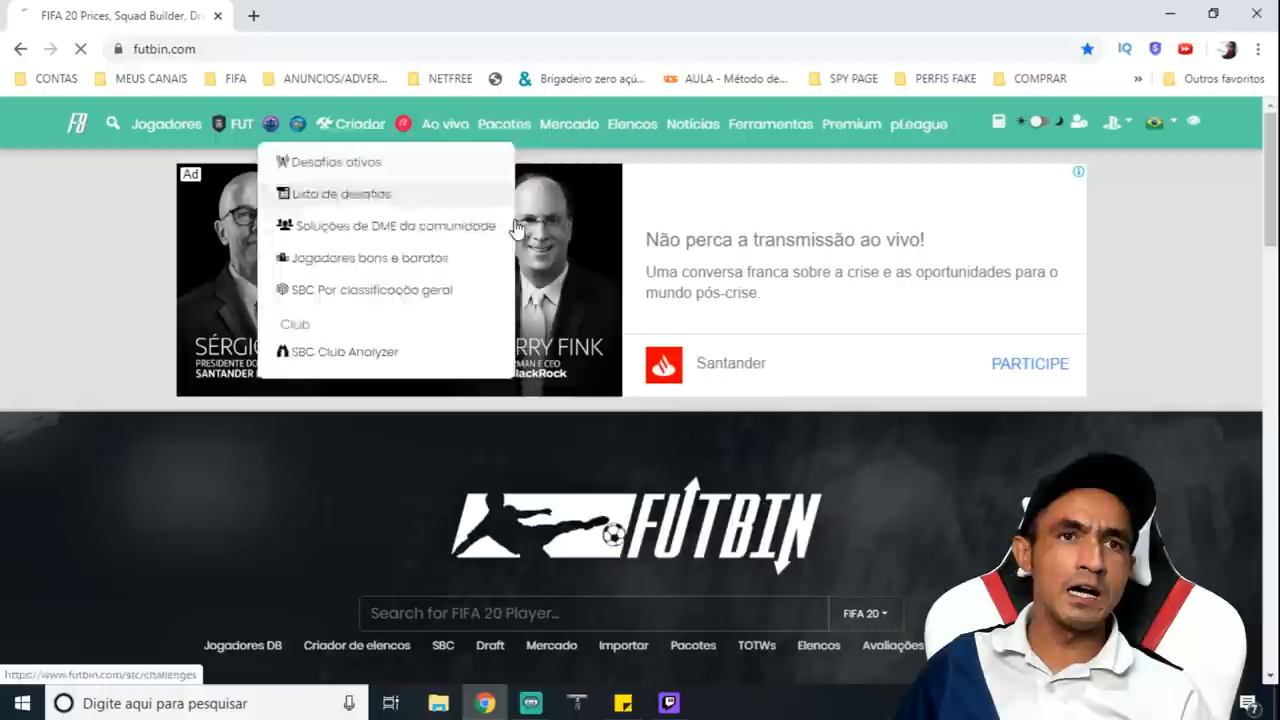 FIFA 20 Prices, Squad Builder, Dr
futbin.com
CONTAS
MEUS CANAIS
FIFA
ANUNCIOS/ADVER...
NETFREE
Brigadeiro zero açú...
AULA - Método de...
SPY PAGE
PERFIS FAKE
COMPRAR
Outros favoritos
Jogadores FUT Criador Ao vivo Pacotes Mercado Elencos Notícias Ferramentas Premium pLeague
Desafios ativos
Lista de desafios
Soluções de DME da comunidade
Jogadores bons e baratos
SBC Por classificação geral
Club
SBC Club Analyzer
Ad
SÉRGI
PRESIDENTE DO
SANTANDER
RRY FINK
MAN E CEO
BlackRock
Não perca a transmissão ao vivo!
Uma conversa franca sobre a crise e as oportunidades para o
mundo pós-crise.
Santander
PARTICIPE
FUTBIN
Search for FIFA 20 Player...
FIFA 20
Jogadores DB Criador de elencos SBC Draft Mercado Importar Pacotes TOTWs Elencos Avaliações
https://www.futbin.com/stc/challenges
Digite aqui para pesquisar